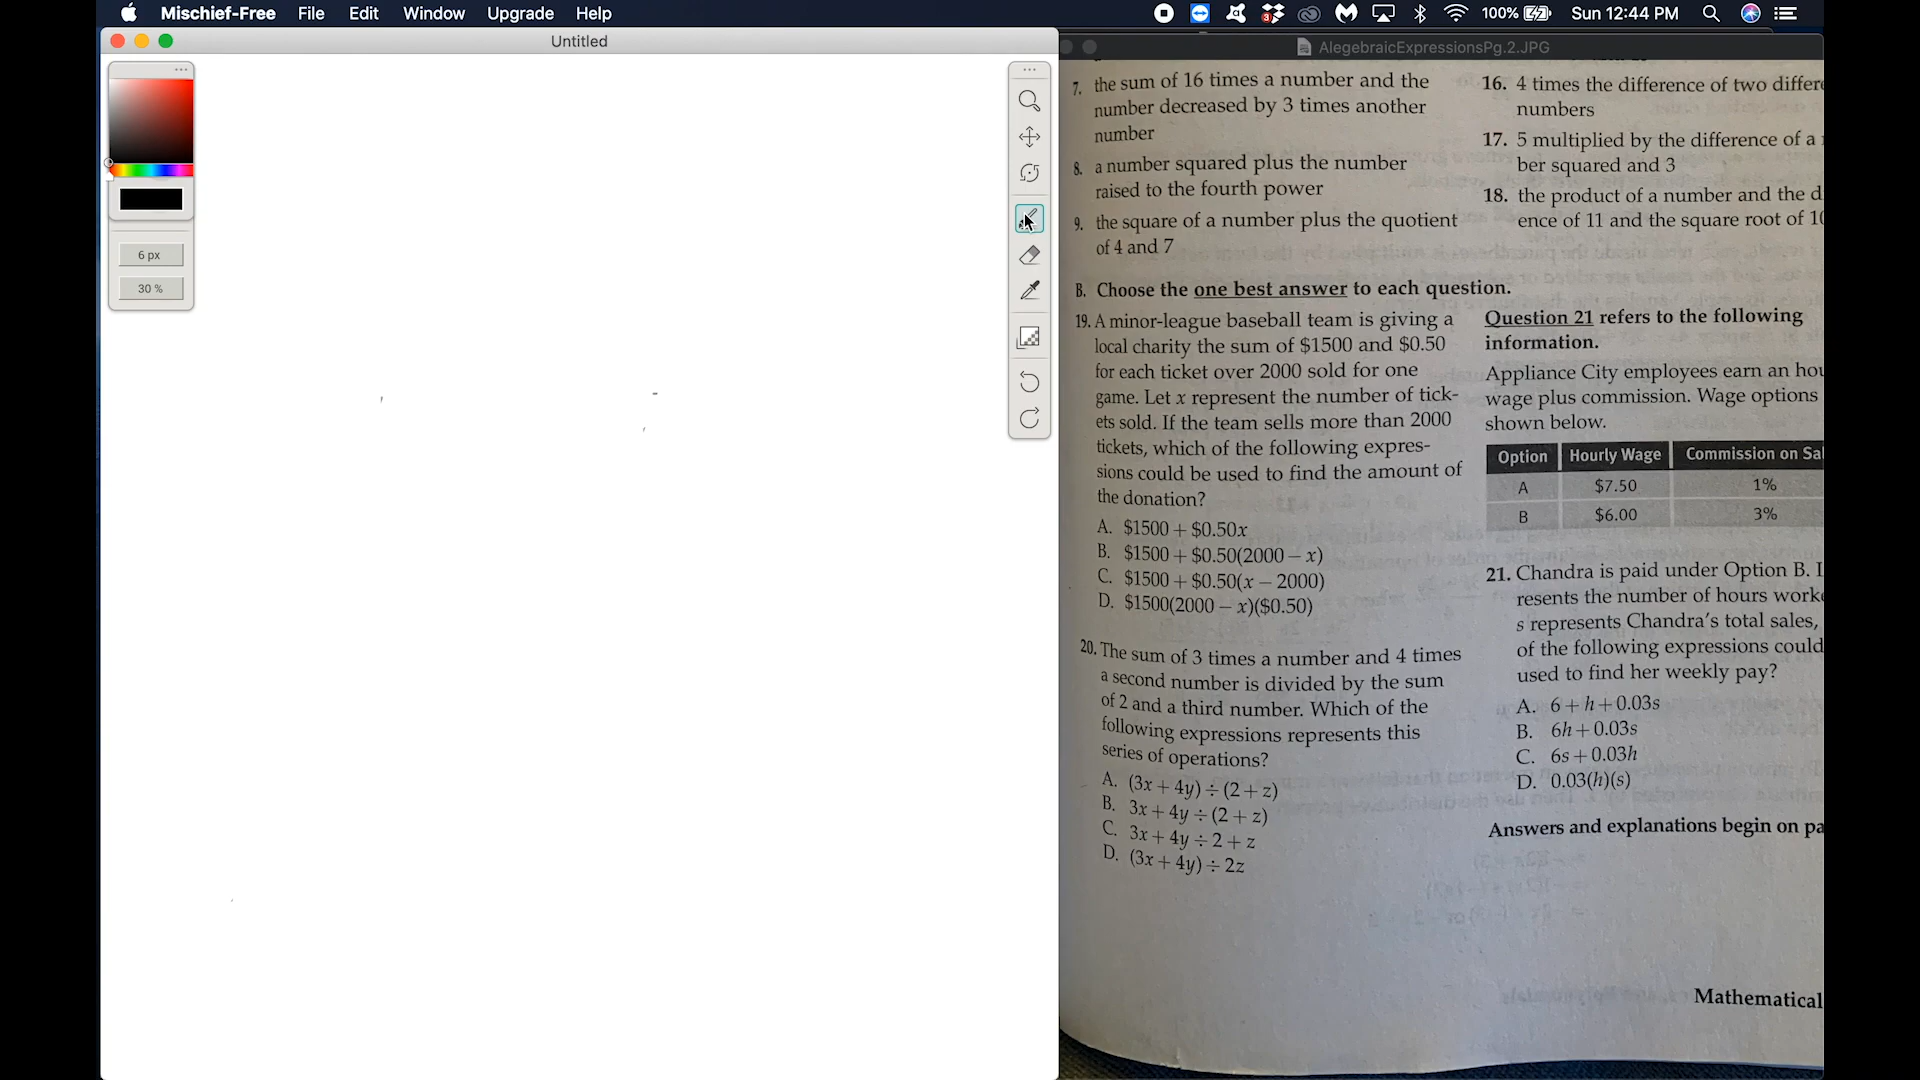 Mischief-Free File Edit Window Upgrade Help
100% Sun 12:44 PM
Untitled
6 px
30 %
AlegebraicExpressionsPg.2.JPG
7. the sum of 16 times a number and the
number decreased by 3 times another
number
8. a number squared plus the number
raised to the fourth power
9. the square of a number plus the quotient
of 4 and 7
16. 4 times the difference of two differe
numbers
17. 5 multiplied by the difference of a
ber squared and 3
18. the product of a number and the d
ence of 11 and the square root of 10
B. Choose the one best answer to each question.
19. A minor-league baseball team is giving a
local charity the sum of $1500 and $0.50
for each ticket over 2000 sold for one
game. Let x represent the number of tick-
ets sold. If the team sells more than 2000
tickets, which of the following expres-
sions could be used to find the amount of
the donation?
A. $1500 + $0.50x
B. $1500 + $0.50(2000 – x)
C. $1500 + $0.50(x – 2000)
D. $1500(2000 – x)($0.50)
20. The sum of 3 times a number and 4 times
a second number is divided by the sum
of 2 and a third number. Which of the
following expressions represents this
series of operations?
A. (3x + 4y) ÷ (2 + z)
B. 3x + 4y ÷ (2 + z)
C. 3x + 4y ÷ 2 + z
D. (3x + 4y) ÷ 2z
Question 21 refers to the following
information.
Appliance City employees earn an hou
wage plus commission. Wage options
shown below.
Option Hourly Wage Commission on Sal
A $7.50 1%
B $6.00 3%
21. Chandra is paid under Option B. I
resents the number of hours worke
s represents Chandra's total sales,
of the following expressions could
used to find her weekly pay?
A. 6 + h + 0.03s
B. 6h + 0.03s
C. 6s + 0.03h
D. 0.03(h)(s)
Answers and explanations begin on pa
Mathematical